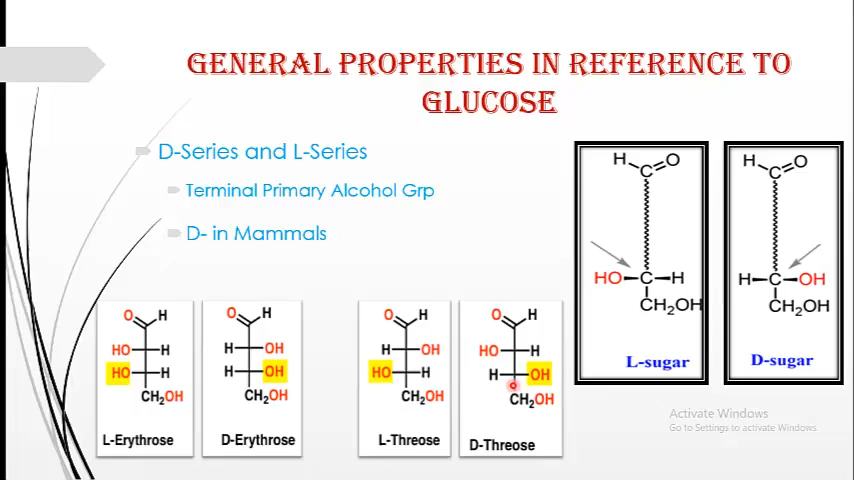 GENERAL PROPERTIES IN REFERENCE TO
GLUCOSE
D-Series and L-Series
Terminal Primary Alcohol Grp
D- in Mammals
H
C
O
HO
C
H
CH2OH
L-sugar
H
C
O
H
C
OH
CH2OH
D-sugar
O
H
HO
H
HO
H
CH2OH
L-Erythrose
O
H
H
OH
H
OH
CH2OH
D-Erythrose
O
H
H
OH
HO
H
CH2OH
L-Threose
O
H
HO
H
H
OH
CH2OH
D-Threose
Activate Windows
Go to Settings to activate Windows.